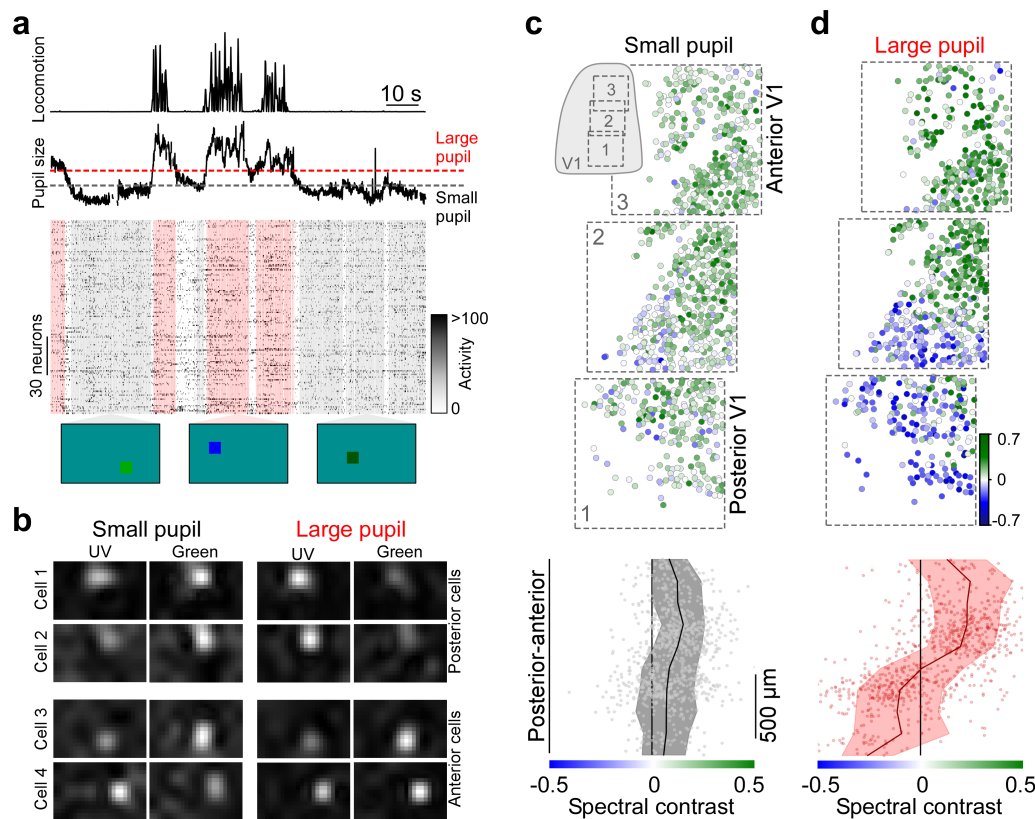 a
Locomotion
10 s
Pupil size
Large
pupil
Small
pupil
30 neurons
>100
Activity
0
b
Small pupil
Large pupil
UV
Green
UV
Green
Cell 1
Cell 2
Posterior cells
Cell 3
Cell 4
Anterior cells
c
Small pupil
3
2
1
V1
3
Anterior V1
2
1
Posterior V1
Posterior-anterior
500 µm
-0.5
0
0.5
Spectral contrast
d
Large pupil
0.7
0
-0.7
-0.5
0
0.5
Spectral contrast